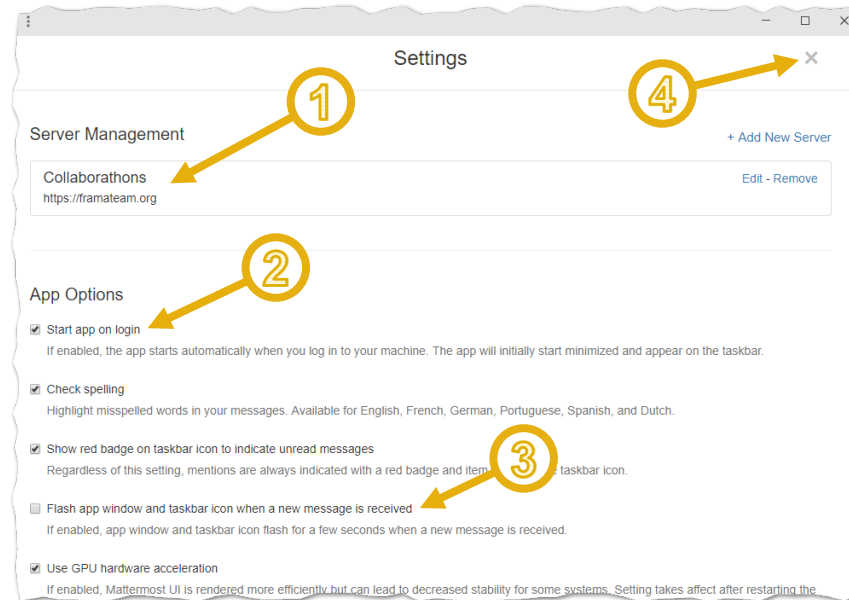 Settings
4
1
Server Management
+ Add New Server
Collaborathons
Edit - Remove
https://framateam.org
2
App Options
Start app on login
If enabled, the app starts automatically when you log in to your machine. The app will initially start minimized and appear on the taskbar.
Check spelling
Highlight misspelled words in your messages. Available for English, French, German, Portuguese, Spanish, and Dutch.
Show red badge on taskbar icon to indicate unread messages
3
Regardless of this setting, mentions are always indicated with a red badge and item taskbar icon.
Flash app window and taskbar icon when a new message is received
If enabled, app window and taskbar icon flash for a few seconds when a new message is received.
Use GPU hardware acceleration
If enabled, Mattermost UI is rendered more efficiently but can lead to decreased stability for some systems. Setting takes affect after restarting the